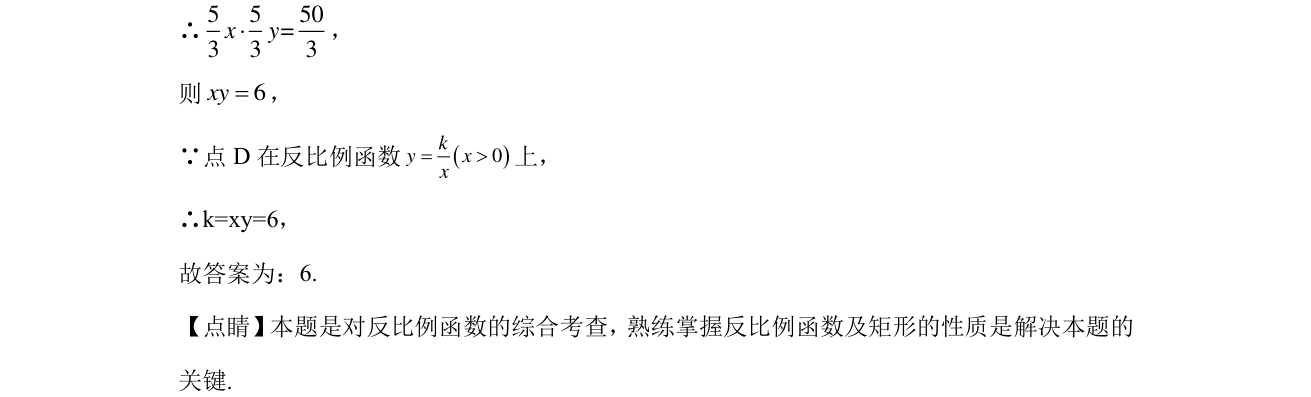 ∴ 5/3 x · 5/3 y = 50/3，
则 xy = 6，
∵点 D 在反比例函数 y = k/x (x > 0) 上，
∴k=xy=6，
故答案为：6.
【点睛】本题是对反比例函数的综合考查，熟练掌握反比例函数及矩形的性质是解决本题的
关键.